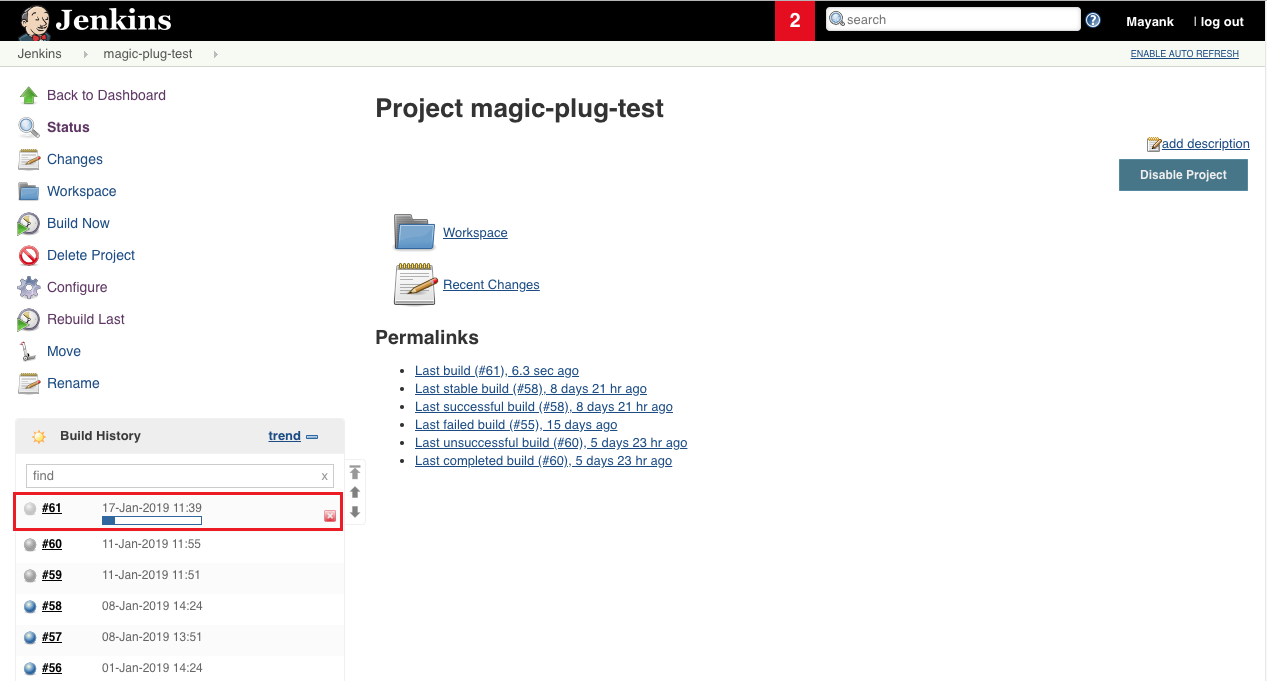 Jenkins
2
search
?
Mayank
| log out
Jenkins
magic-plug-test
ENABLE AUTO REFRESH
Back to Dashboard
Status
Changes
Workspace
Build Now
Delete Project
Configure
Rebuild Last
Move
Rename
Project magic-plug-test
add description
Disable Project
Workspace
Recent Changes
Permalinks
Last build (#61), 6.3 sec ago
Last stable build (#58), 8 days 21 hr ago
Last successful build (#58), 8 days 21 hr ago
Last failed build (#55), 15 days ago
Last unsuccessful build (#60), 5 days 23 hr ago
Last completed build (#60), 5 days 23 hr ago
Build History
trend
find
x
#61 17-Jan-2019 11:39
#60 11-Jan-2019 11:55
#59 11-Jan-2019 11:51
#58 08-Jan-2019 14:24
#57 08-Jan-2019 13:51
#56 01-Jan-2019 14:24